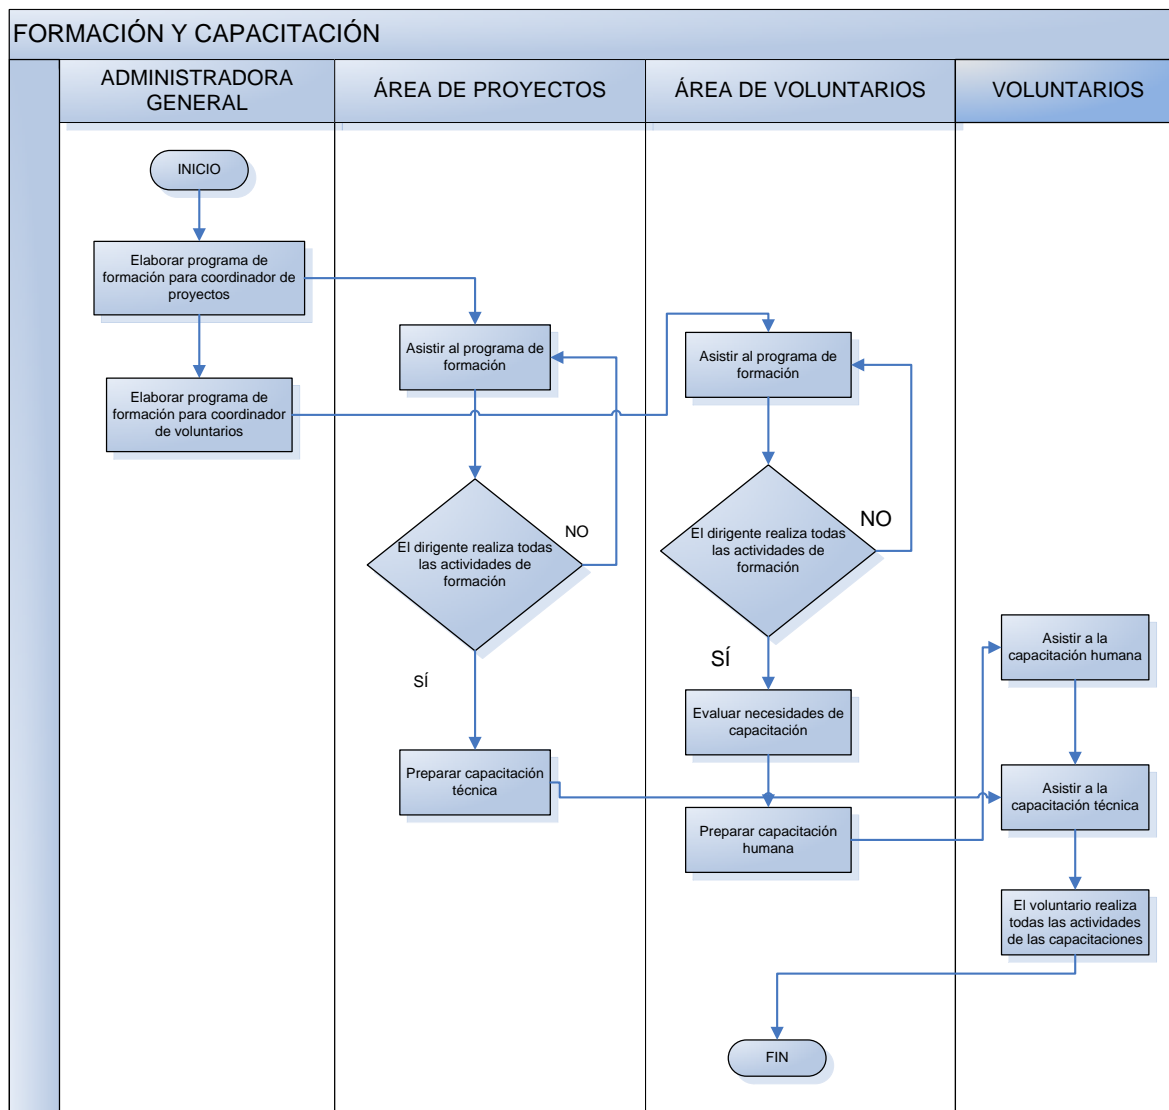 FORMACIÓN Y CAPACITACIÓN
ADMINISTRADORA
GENERAL
ÁREA DE PROYECTOS
ÁREA DE VOLUNTARIOS
VOLUNTARIOS
INICIO
Elaborar programa de
formación para coordinador de
proyectos
Elaborar programa de
formación para coordinador
de voluntarios
Asistir al programa de
formación
El dirigente realiza todas
las actividades de
formación
NO
SÍ
Preparar capacitación
técnica
Asistir al programa de
formación
El dirigente realiza todas
las actividades de
formación
NO
SÍ
Evaluar necesidades de
capacitación
Preparar capacitación
humana
Asistir a la
capacitación humana
Asistir a la
capacitación técnica
El voluntario realiza
todas las actividades
de las capacitaciones
FIN